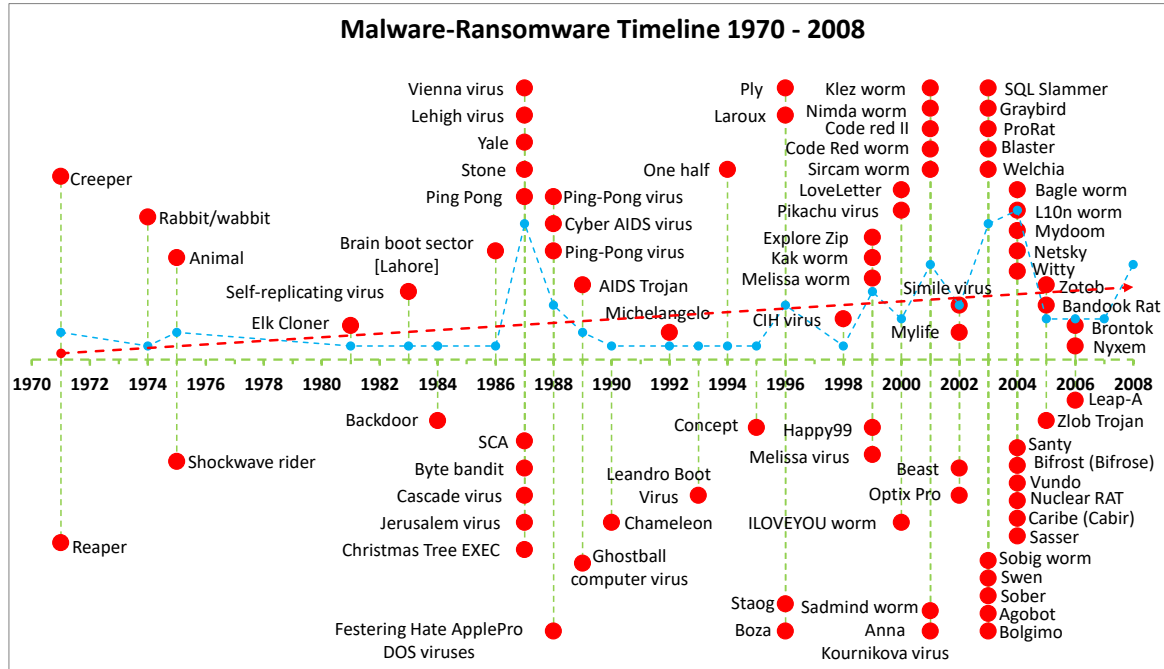 Malware-Ransomware Timeline 1970 - 2008
Vienna virus
Ply
Klez worm
SQL Slammer
Nimda worm
Graybird
Lehigh virus
Laroux
Code red II
ProRat
Yale
Code Red worm
Blaster
Creeper
Stone
One half
Sircam worm
Welchia
Ping Pong
Ping-Pong virus
LoveLetter
Bagle worm
Rabbit/wabbit
Pikachu virus
L10n worm
Cyber AIDS virus
Mydoom
Animal
Brain boot sector
[Lahore]
Ping-Pong virus
Explore Zip
Kak worm
Netsky
Melissa worm
Witty
Self-replicating virus
AIDS Trojan
Simile virus
Zotob
Elk Cloner
Michelangelo
CIH virus
Mylife
Bandook Rat
Brontok
Nyxem
1970 1972 1974 1976 1978 1980 1982 1984 1986 1988 1990 1992 1994 1996 1998 2000 2002 2004 2006 2008
Leap-A
Backdoor
Concept
Happy99
Zlob Trojan
SCA
Melissa virus
Santy
Shockwave rider
Byte bandit
Leandro Boot
Virus
Beast
Bifrost (Bifrose)
Vundo
Cascade virus
Optix Pro
Nuclear RAT
Jerusalem virus
Chameleon
ILOVEYOU worm
Caribe (Cabir)
Sasser
Reaper
Christmas Tree EXEC
Ghostball
computer virus
Sobig worm
Swen
Sober
Staog
Sadmind worm
Agobot
Festering Hate ApplePro
DOS viruses
Boza
Anna
Kournikova virus
Bolgimo